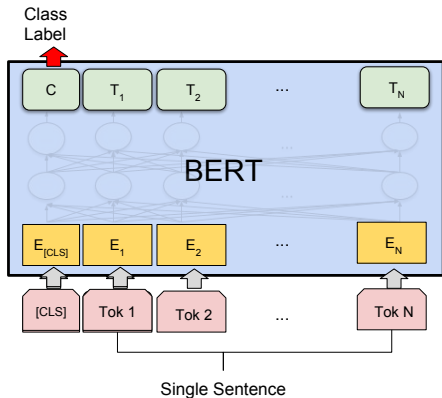 Class
Label
C T1 T2 ... TN
BERT
E[CLS] E1 E2 ... EN
[CLS] Tok 1 Tok 2 ... Tok N
Single Sentence